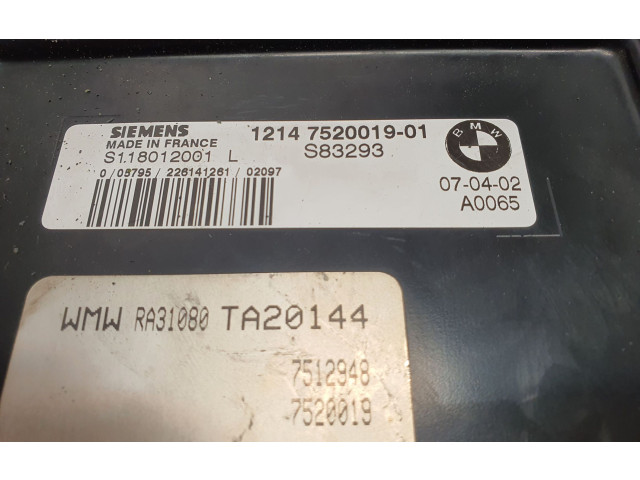 SIEMENS
MADE IN FRANCE
S118012001 L
1214 7520019-01
S83293
BMW
0 / 05795 / 226141261 / 02097
07-04-02
A0065
WMW RA31080 TA20144
7512948
7520019